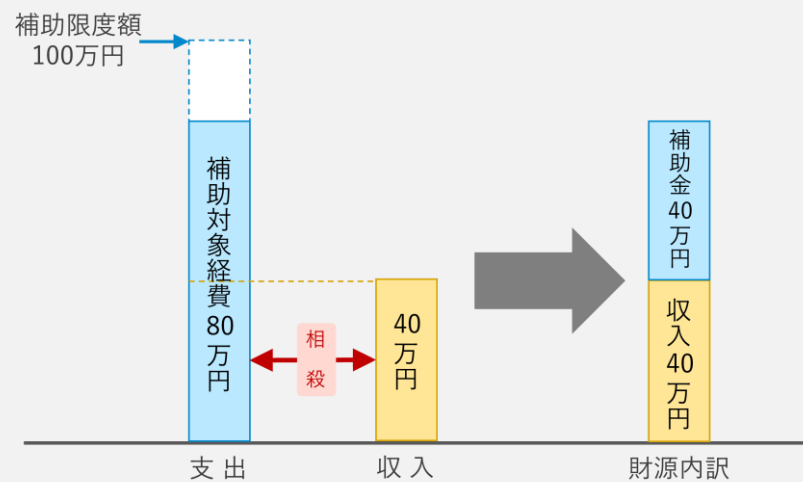 補助限度額
100万円
補助対象経費80万円
相殺
40万円
補助金40万円
収入40万円
支出
収入
財源内訳